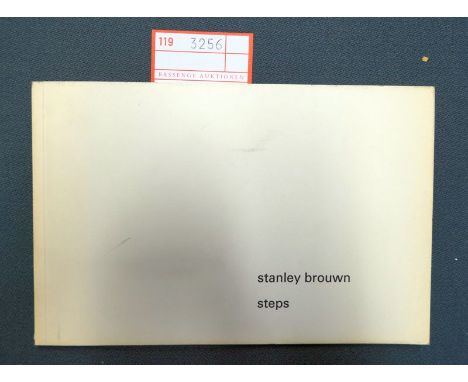 119 3256
BASSENGE AUKTIONEN
stanley brouwn
steps